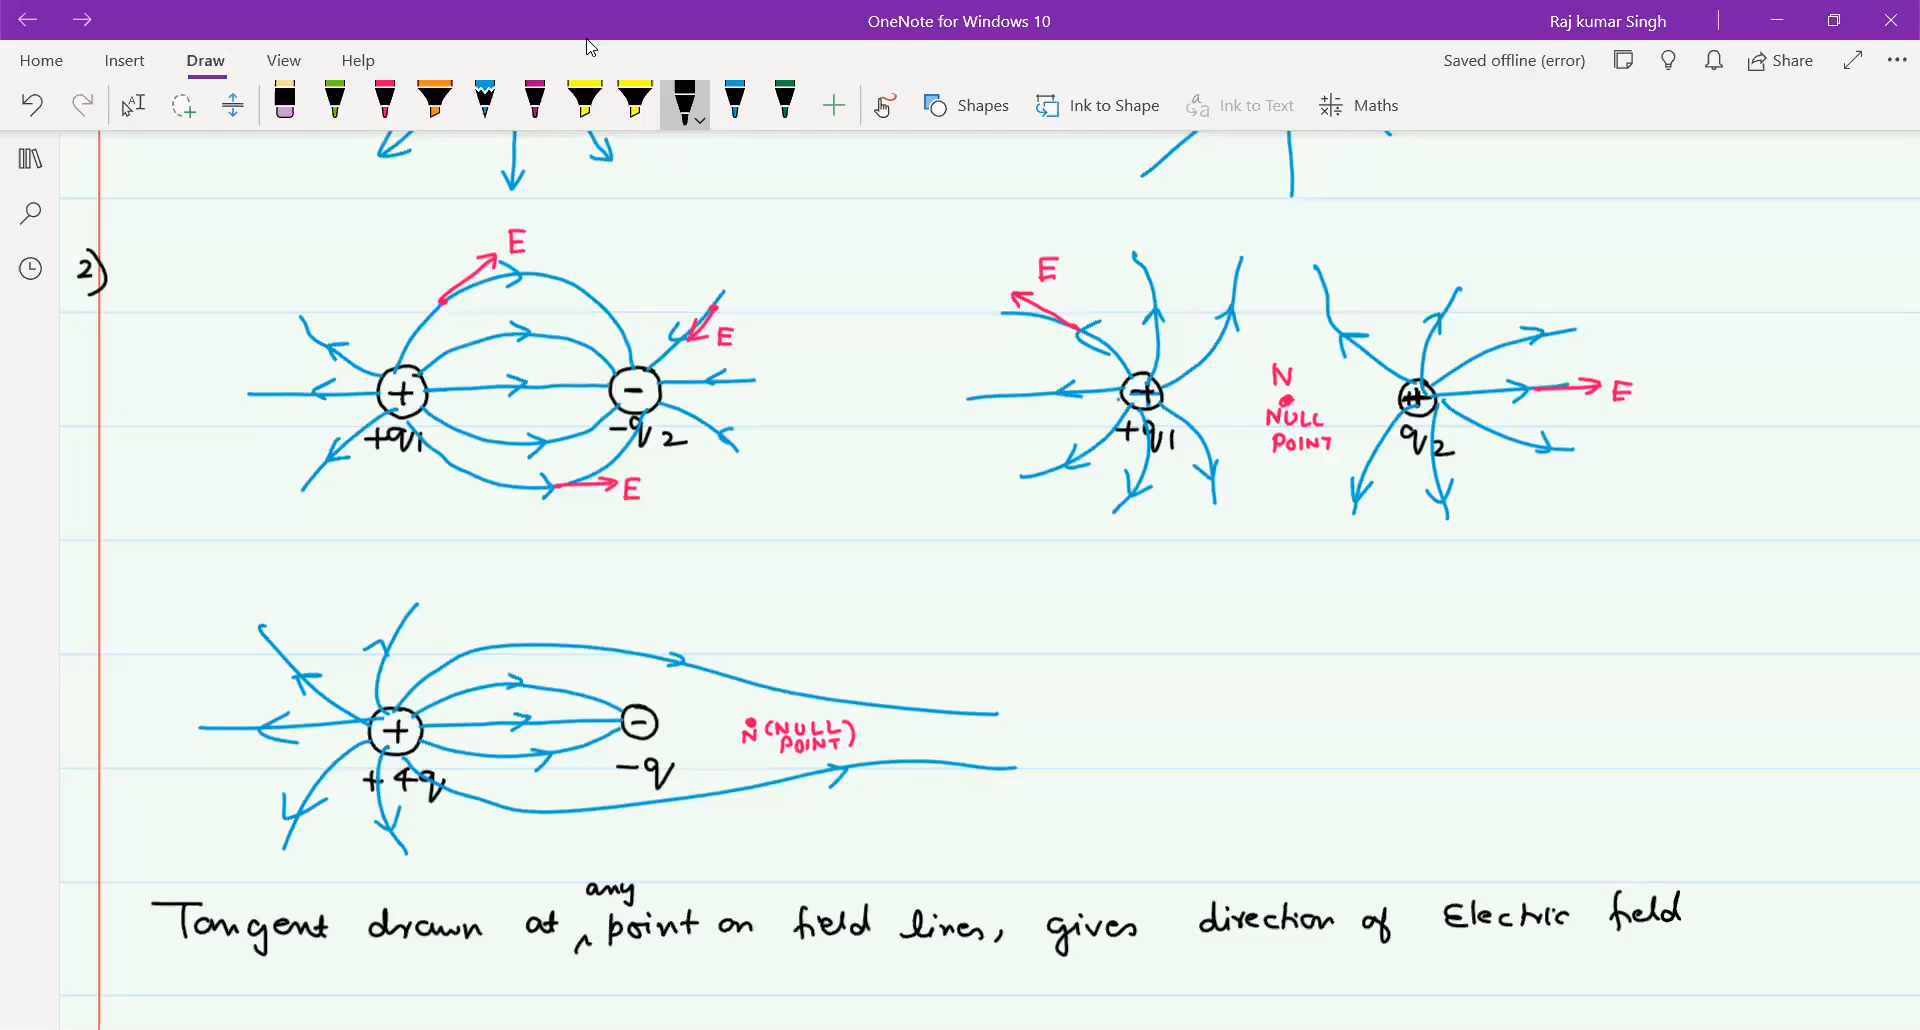 OneNote for Windows 10
Raj kumar Singh
Home Insert Draw View Help
Saved offline (error)
Share
Shapes
Ink to Shape
Ink to Text
Maths
2)
E
E
E
+
-
+q1
-q2
E
E
+
+
+q1
q2
N
NULL
POINT
+
-
+4q
-q
N (NULL
POINT)
any
Tangent drawn at ^ point on field lines, gives direction of Electric field